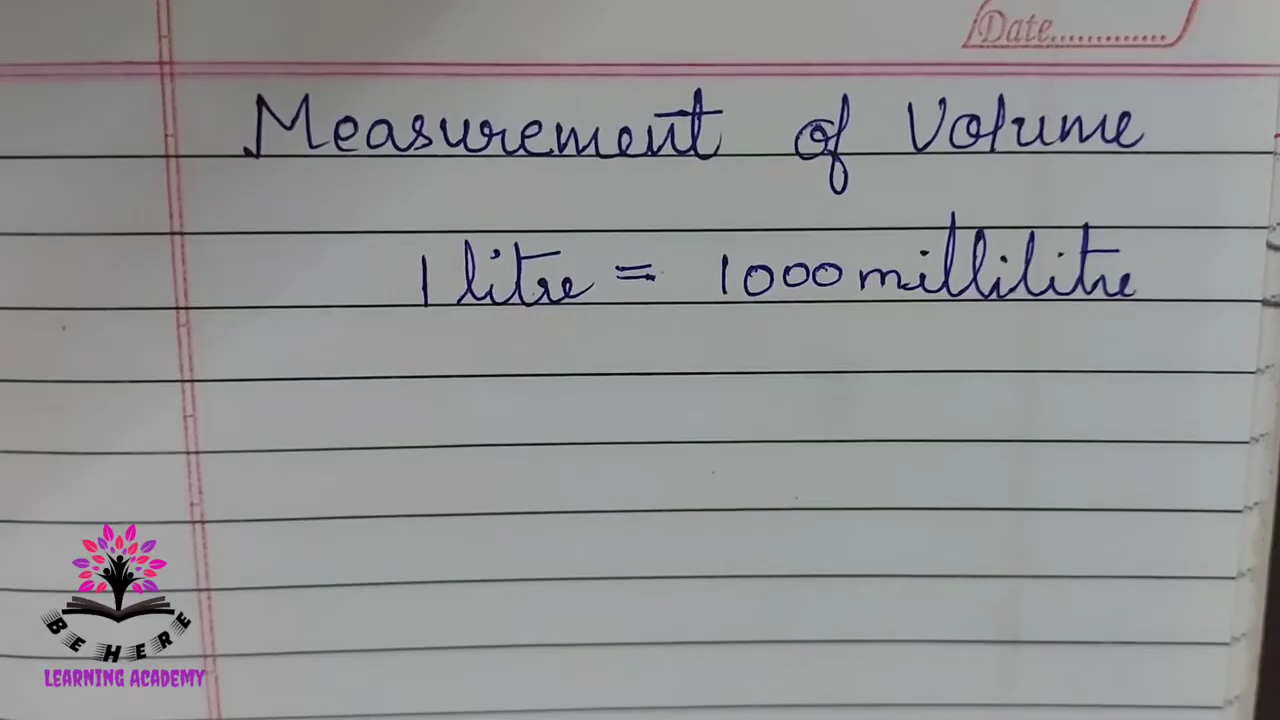 Date.............
Measurement of Volume
1 litre = 1000 millilitre
BE HERE
LEARNING ACADEMY